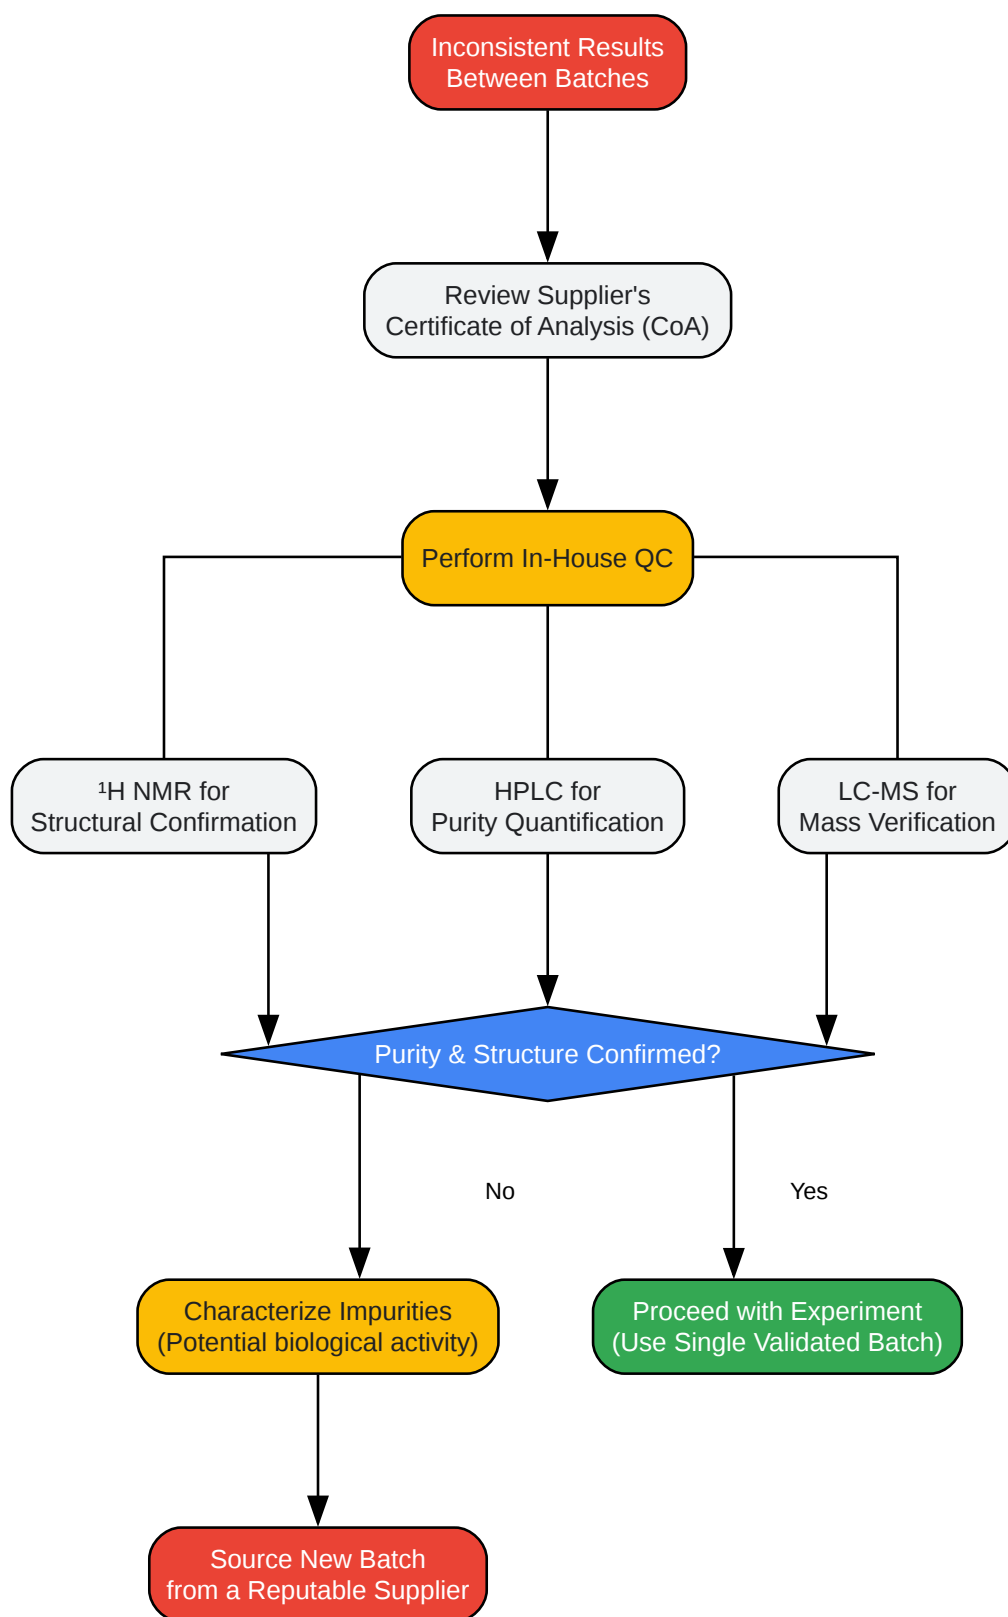 Inconsistent Results
Between Batches
Review Supplier's
Certificate of Analysis (CoA)
Perform In-House QC
¹H NMR for
Structural Confirmation
HPLC for
Purity Quantification
LC-MS for
Mass Verification
Purity & Structure Confirmed?
No
Yes
Characterize Impurities
(Potential biological activity)
Proceed with Experiment
(Use Single Validated Batch)
Source New Batch
from a Reputable Supplier